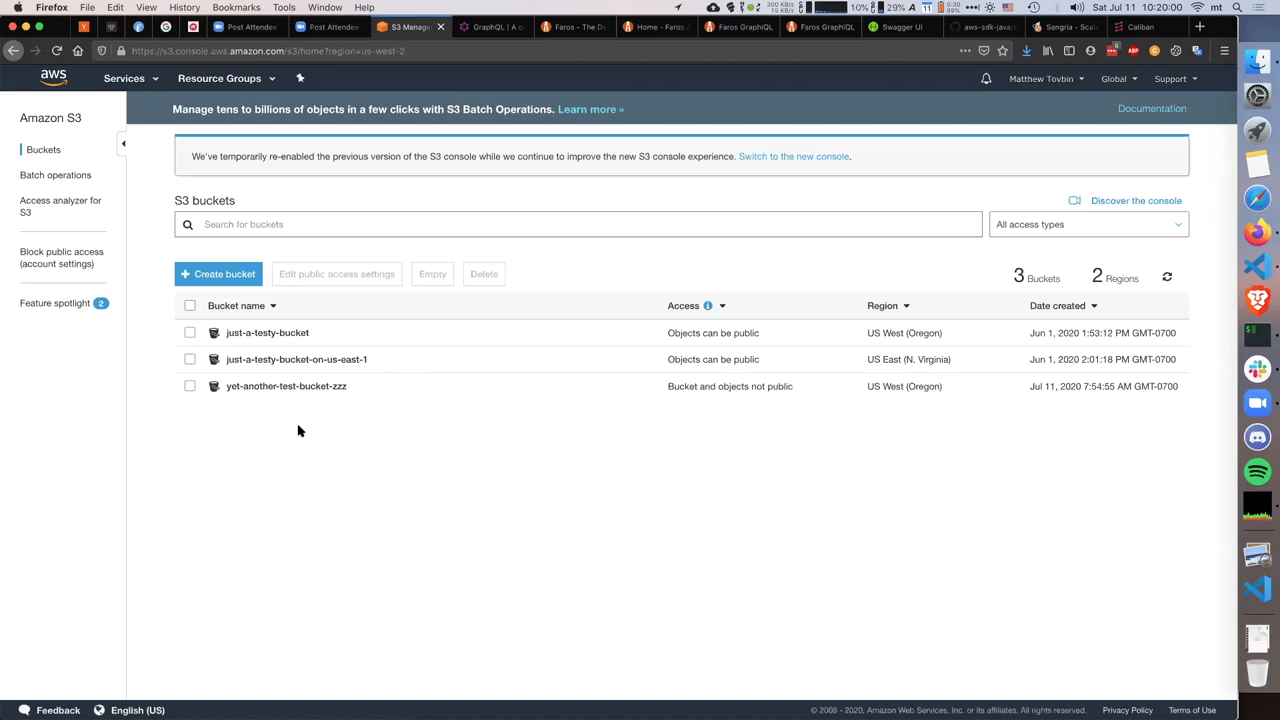 Firefox File Edit View History Bookmarks Tools Window Help
10% 29% Sat Jul 11 10:20:00 mt
Post Attendee Post Attendee S3 Manage GraphQL | A Faros – The De Home - Faros Faros GraphiQL Faros GraphiQL Swagger UI aws-sdk-java/ Sangria – Scala Caliban
https://s3.console.aws.amazon.com/s3/home?region=us-west-2
aws Services Resource Groups Matthew Tovbin Global Support
Manage tens to billions of objects in a few clicks with S3 Batch Operations. Learn more » Documentation
Amazon S3
Buckets
Batch operations
Access analyzer for
S3
Block public access
(account settings)
Feature spotlight 2
We've temporarily re-enabled the previous version of the S3 console while we continue to improve the new S3 console experience. Switch to the new console.
S3 buckets Discover the console
Search for buckets All access types
+ Create bucket Edit public access settings Empty Delete 3 Buckets 2 Regions
Bucket name Access Region Date created
just-a-testy-bucket Objects can be public US West (Oregon) Jun 1, 2020 1:53:12 PM GMT-0700
just-a-testy-bucket-on-us-east-1 Objects can be public US East (N. Virginia) Jun 1, 2020 2:01:18 PM GMT-0700
yet-another-test-bucket-zzz Bucket and objects not public US West (Oregon) Jul 11, 2020 7:54:55 AM GMT-0700
Feedback English (US) © 2008 - 2020, Amazon Web Services, Inc. or its affiliates. All rights reserved. Privacy Policy Terms of Use